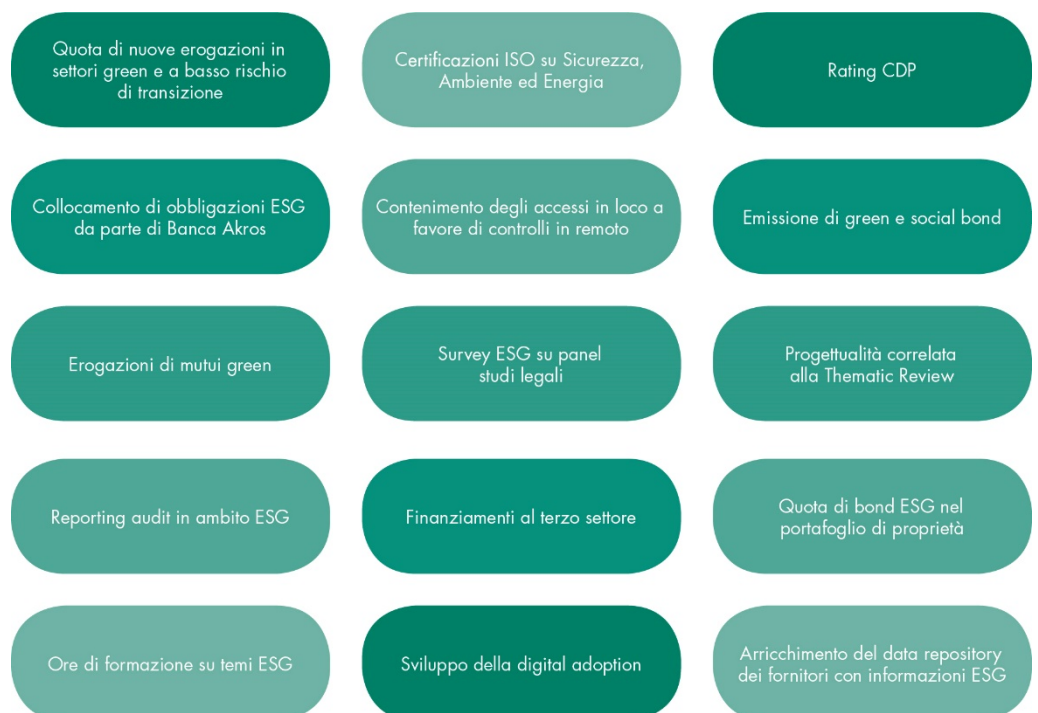 Quota di nuove erogazioni in
settori green e a basso rischio
di transizione
Certificazioni ISO su Sicurezza,
Ambiente ed Energia
Rating CDP
Collocamento di obbligazioni ESG
da parte di Banca Akros
Contenimento degli accessi in loco a
favore di controlli in remoto
Emissione di green e social bond
Erogazioni di mutui green
Survey ESG su panel
studi legali
Progettualità correlata
alla Thematic Review
Reporting audit in ambito ESG
Finanziamenti al terzo settore
Quota di bond ESG nel
portafoglio di proprietà
Ore di formazione su temi ESG
Sviluppo della digital adoption
Arricchimento del data repository
dei fornitori con informazioni ESG